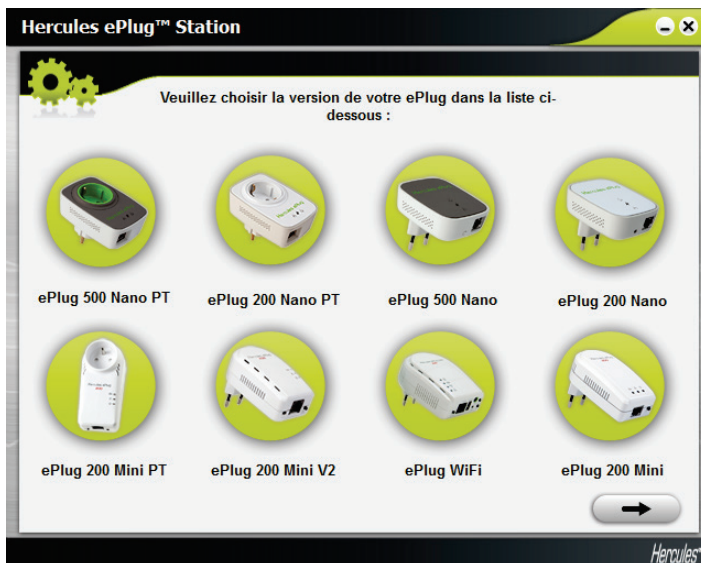 Hercules ePlug™ Station
Veuillez choisir la version de votre ePlug dans la liste ci-
dessous :
ePlug 500 Nano PT
ePlug 200 Nano PT
ePlug 500 Nano
ePlug 200 Nano
ePlug 200 Mini PT
ePlug 200 Mini V2
ePlug WiFi
ePlug 200 Mini
Hercules